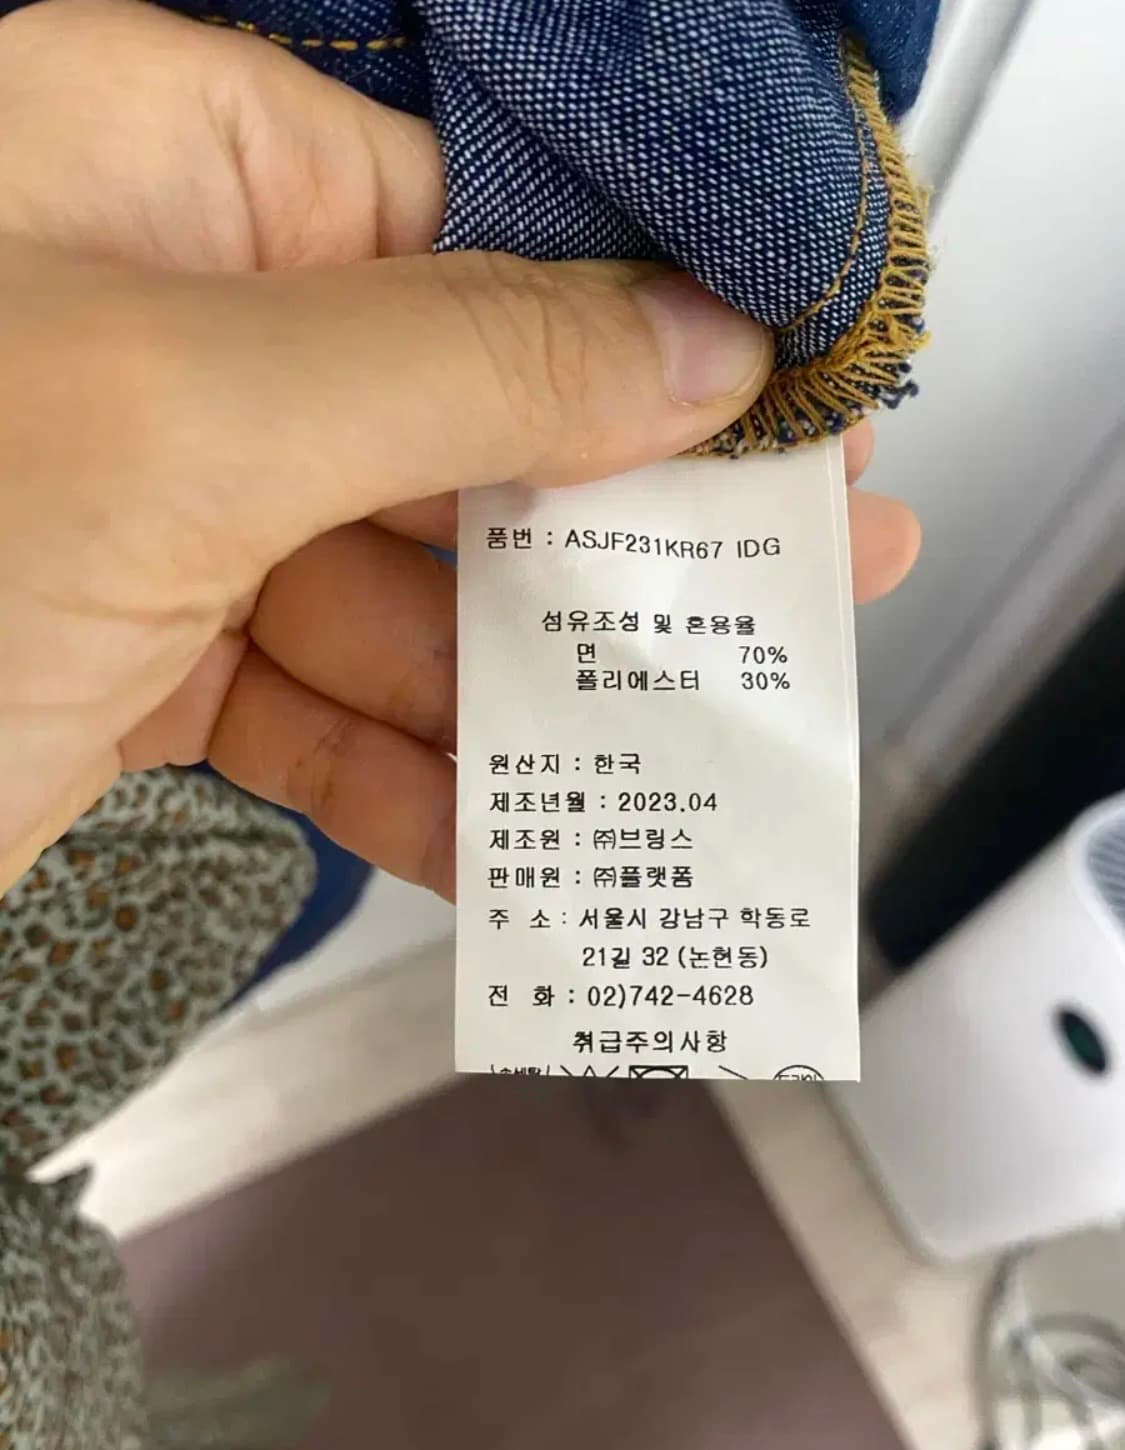 품번 : ASJF231KR67 IDG
섬유조성 및 혼용율
면 70%
폴리에스터 30%
원산지 : 한국
제조년월 : 2023.04
제조원 : ㈜브링스
판매원 : ㈜플랫폼
주 소 : 서울시 강남구 학동로
21길 32 (논현동)
전 화 : 02)742-4628
취급주의사항